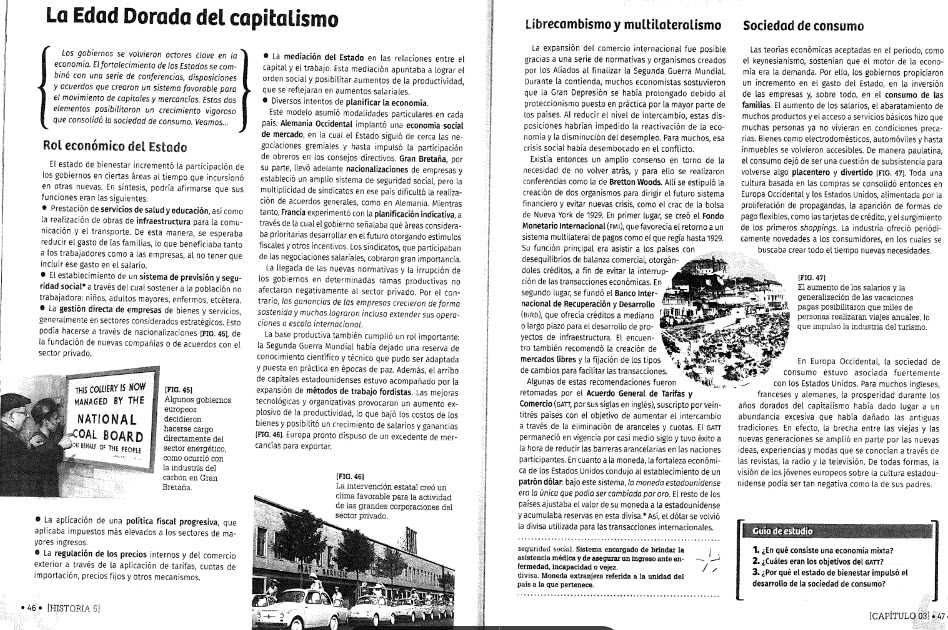 La Edad Dorada del capitalismo
Los gobiernos se volvieron actores clave en la
economía. El fortalecimiento de los Estados se com-
binó con una serie de conferencias, disposiciones
y acuerdos que crearon un sistema favorable para
el movimiento de capitales y mercancías. Estos dos
elementos posibilitaron un crecimiento vigoroso
que consolidó la sociedad de consumo. Veamos...
Rol económico del Estado
El estado de bienestar incrementó la participación de
los gobiernos en ciertas áreas al tiempo que incursionó
en otras nuevas. En síntesis, podría afirmarse que sus
funciones eran las siguientes:
● Prestación de servicios de salud y educación, así como
la realización de obras de infraestructura para la comu-
nicación y el transporte. De esta manera, se esperaba
reducir el gasto de las familias, lo que beneficiaba tanto
a los trabajadores como a las empresas, al no tener que
incluir ese gasto en el salario.
● El establecimiento de un sistema de previsión y segu-
ridad social* a través del cual sostener a la población no
trabajadora: niños, adultos mayores, enfermos, etcétera.
● La gestión directa de empresas de bienes y servicios,
generalmente en sectores considerados estratégicos. Esto
podía hacerse a través de nacionalizaciones [FIG. 45], de
la fundación de nuevas compañías o de acuerdos con el
sector privado.
THIS COLLIERY IS NOW
MANAGED BY THE
NATIONAL
COAL BOARD
ON BEHALF OF THE PEOPLE
[FIG. 45]
Algunos gobiernos
europeos
decidieron
hacerse cargo
directamente del
sector energético,
como ocurrió con
la industria del
carbón en Gran
Bretaña.
● La aplicación de una política fiscal progresiva, que
aplicaba impuestos más elevados a los sectores de ma-
yores ingresos.
● La regulación de los precios internos y del comercio
exterior a través de la aplicación de tarifas, cuotas de
importación, precios fijos y otros mecanismos.
• 46 • [HISTORIA 5]
● La mediación del Estado en las relaciones entre el
capital y el trabajo. Esta mediación apuntaba a lograr el
orden social y posibilitar aumentos de la productividad,
que se reflejaran en aumentos salariales.
● Diversos intentos de planificar la economía.
Este modelo asumió modalidades particulares en cada
país. Alemania Occidental implantó una economía social
de mercado, en la cual el Estado siguió de cerca las ne-
gociaciones gremiales y hasta impulsó la participación
de obreros en los consejos directivos. Gran Bretaña, por
su parte, llevó adelante nacionalizaciones de empresas y
estableció un amplio sistema de seguridad social, pero la
multiplicidad de sindicatos en ese país dificultó la realiza-
ción de acuerdos generales, como en Alemania. Mientras
tanto, Francia experimentó con la planificación indicativa, a
través de la cual el gobierno señalaba qué áreas considera-
ba prioritarias desarrollar en el futuro otorgando estímulos
fiscales y otros incentivos. Los sindicatos, que participaban
de las negociaciones salariales, cobraron gran importancia.
La llegada de las nuevas normativas y la irrupción de
los gobiernos en determinadas ramas productivas no
afectaron negativamente al sector privado. Por el con-
trario, las ganancias de las empresas crecieron de forma
sostenida y muchas lograron incluso extender sus opera-
ciones a escala internacional.
La base productiva también cumplió un rol importante:
la Segunda Guerra Mundial había dejado una reserva de
conocimiento científico y técnico que pudo ser adaptada
y puesta en práctica en épocas de paz. Además, el arribo
de capitales estadounidenses estuvo acompañado por la
expansión de métodos de trabajo fordistas. Las mejoras
tecnológicas y organizativas provocaron un aumento ex-
plosivo de la productividad, lo que bajó los costos de los
bienes y posibilitó un crecimiento de salarios y ganancias
[FIG. 46]. Europa pronto dispuso de un excedente de mer-
cancías para exportar.
[FIG. 46]
La intervención estatal creó un
clima favorable para la actividad
de las grandes corporaciones del
sector privado.
Librecambismo y multilateralismo
La expansión del comercio internacional fue posible
gracias a una serie de normativas y organismos creados
por los Aliados al finalizar la Segunda Guerra Mundial.
Durante la contienda, muchos economistas sostuvieron
que la Gran Depresión se había prolongado debido al
proteccionismo puesto en práctica por la mayor parte de
los países. Al reducir el nivel de intercambio, estas dis-
posiciones habrían impedido la reactivación de la eco-
nomía y la disminución del desempleo. Para muchos, esa
crisis social había desembocado en el conflicto.
Existía entonces un amplio consenso en torno de la
necesidad de no volver atrás, y para ello se realizaron
conferencias como la de Bretton Woods. Allí se estipuló la
creación de dos organismos para dirigir el futuro sistema
financiero y evitar nuevas crisis, como el crac de la bolsa
de Nueva York de 1929. En primer lugar, se creó el Fondo
Monetario Internacional (FMI), que favorecía el retorno a un
sistema multilateral de pagos como el que regía hasta 1929.
Su función principal era asistir a los países con
desequilibrios de balanza comercial, otorgán-
doles créditos, a fin de evitar la interrup-
ción de las transacciones económicas. En
segundo lugar, se fundó el Banco Inter-
nacional de Recuperación y Desarrollo
(BIRD), que ofrecía créditos a mediano
o largo plazo para el desarrollo de pro-
yectos de infraestructura. El encuen-
tro también recomendó la creación de
mercados libres y la fijación de los tipos
de cambios para facilitar las transacciones.
Algunas de estas recomendaciones fueron
retomadas por el Acuerdo General de Tarifas y
Comercio (GATT, por sus siglas en inglés), suscripto por vein-
titrés países con el objetivo de aumentar el intercambio
a través de la eliminación de aranceles y cuotas. El GATT
permaneció en vigencia por casi medio siglo y tuvo éxito a
la hora de reducir las barreras arancelarias en las naciones
participantes. En cuanto a la moneda, la fortaleza económi-
ca de los Estados Unidos condujo al establecimiento de un
patrón dólar: bajo este sistema, la moneda estadounidense
era la única que podía ser cambiada por oro. El resto de los
países ajustaba el valor de su moneda a la estadounidense
y acumulaba reservas en esta divisa.* Así, el dólar se volvió
la divisa utilizada para las transacciones internacionales.
seguridad social. Sistema encargado de brindar la
asistencia médica y de asegurar un ingreso ante en-
fermedad, incapacidad o vejez.
divisa. Moneda extranjera referida a la unidad del
país a la que pertenece.
Sociedad de consumo
Las teorías económicas aceptadas en el período, como
el keynesianismo, sostenían que el motor de la econo-
mía era la demanda. Por ello, los gobiernos propiciaron
un incremento en el gasto del Estado, en la inversión
de las empresas y, sobre todo, en el consumo de las
familias. El aumento de los salarios, el abaratamiento de
muchos productos y el acceso a servicios básicos hizo que
muchas personas ya no vivieran en condiciones preca-
rias. Bienes como electrodomésticos, automóviles y hasta
inmuebles se volvieron accesibles. De manera paulatina,
el consumo dejó de ser una cuestión de subsistencia para
volverse algo placentero y divertido [FIG. 47]. Toda una
cultura basada en las compras se consolidó entonces en
Europa Occidental y los Estados Unidos, alimentada por la
proliferación de propagandas, la aparición de formas de
pago flexibles, como las tarjetas de crédito, y el surgimiento
de los primeros shoppings. La industria ofreció periódi-
camente novedades a los consumidores, en los cuales se
buscaba crear todo el tiempo nuevas necesidades.
[FIG. 47]
El aumento de los salarios y la
generalización de las vacaciones
pagas posibilitaron que miles de
personas realizaran viajes anuales, lo
que impulsó la industria del turismo.
En Europa Occidental, la sociedad de
consumo estuvo asociada fuertemente
con los Estados Unidos. Para muchos ingleses,
franceses y alemanes, la prosperidad durante los
años dorados del capitalismo había dado lugar a un
abundancia excesiva que había dañado las antiguas
tradiciones. En efecto, la brecha entre las viejas y las
nuevas generaciones se amplió en parte por las nuevas
ideas, experiencias y modas que se conocían a través de
las revistas, la radio y la televisión. De todas formas, la
visión de los jóvenes europeos sobre la cultura estadou-
nidense podía ser tan negativa como la de sus padres.
Guía de estudio
1. ¿En qué consiste una economía mixta?
2. ¿Cuáles eran los objetivos del GATT?
3. ¿Por qué el estado de bienestar impulsó el
desarrollo de la sociedad de consumo?
[CAPÍTULO 03] • 47